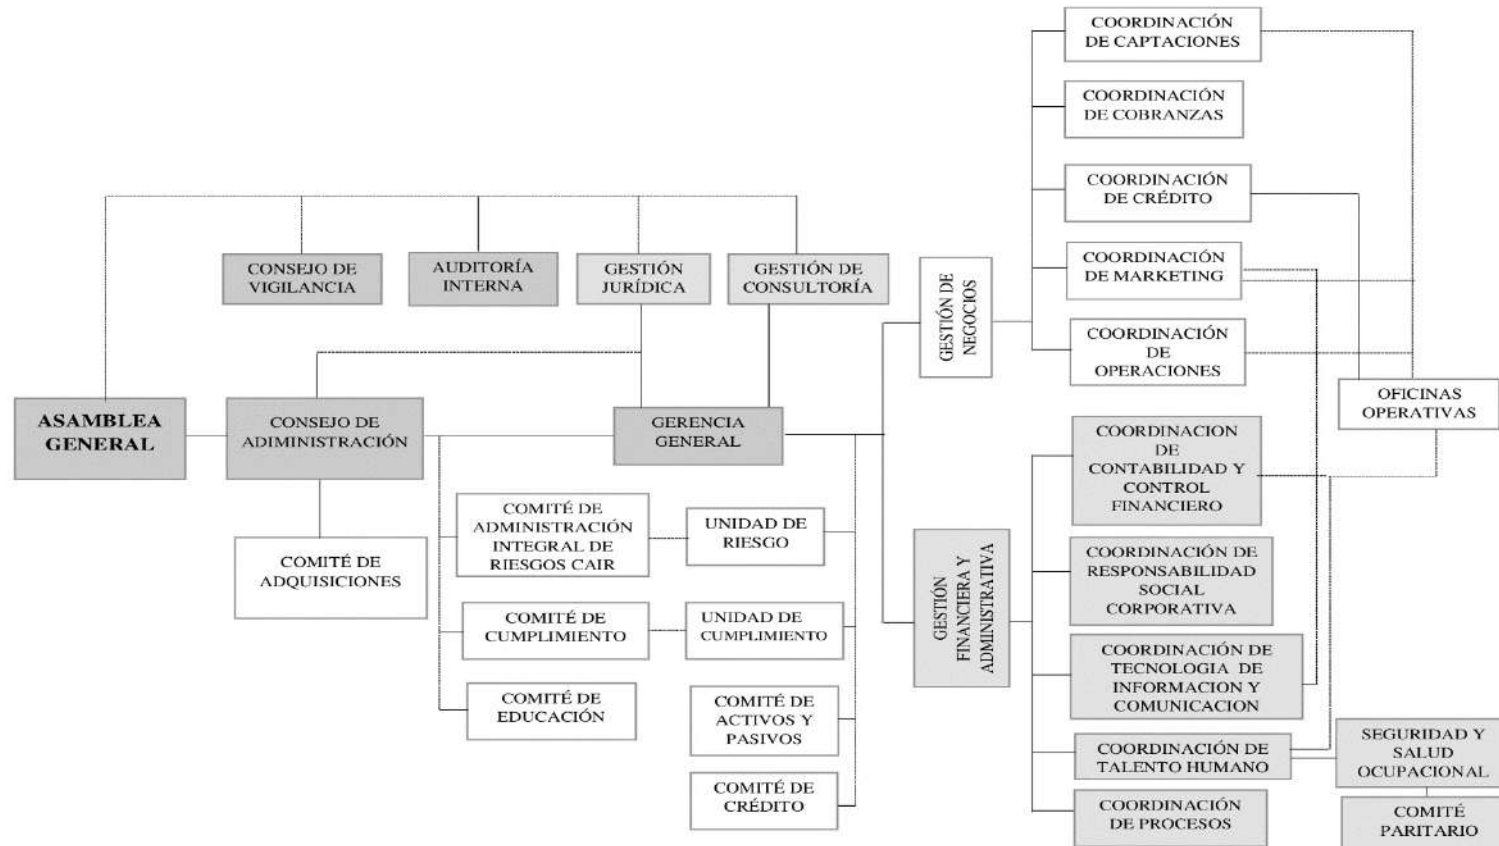 COORDINACIÓN
DE CAPTACIONES
COORDINACIÓN
DE COBRANZAS
COORDINACIÓN
DE CRÉDITO
COORDINACIÓN
DE MARKETING
COORDINACIÓN
DE
OPERACIONES
CONSEJO DE
VIGILANCIA
AUDITORÍA
INTERNA
GESTIÓN
JURÍDICA
GESTIÓN DE
CONSULTORÍA
GESTIÓN DE
NEGOCIOS
OFICINAS
OPERATIVAS
ASAMBLEA
GENERAL
CONSEJO DE
ADIMINISTRACIÓN
GERENCIA
GENERAL
COMITÉ DE
ADQUISICIONES
COMITÉ DE
ADMINISTRACIÓN
INTEGRAL DE
RIESGOS CAIR
UNIDAD DE
RIESGO
COMITÉ DE
CUMPLIMIENTO
UNIDAD DE
CUMPLIMIENTO
COMITÉ DE
EDUCACIÓN
COMITÉ DE
ACTIVOS Y
PASIVOS
COMITÉ DE
CRÉDITO
GESTIÓN
FINANCIERA Y
ADMINISTRATIVA
COORDINACION
DE
CONTABILIDAD Y
CONTROL
FINANCIERO
COORDINACIÓN DE
RESPONSABILIDAD
SOCIAL
CORPORATIVA
COORDINACIÓN DE
TECNOLOGIA DE
INFORMACION Y
COMUNICACION
COORDINACIÓN DE
TALENTO HUMANO
COORDINACIÓN
DE PROCESOS
SEGURIDAD Y
SALUD
OCUPACIONAL
COMITÉ
PARITARIO